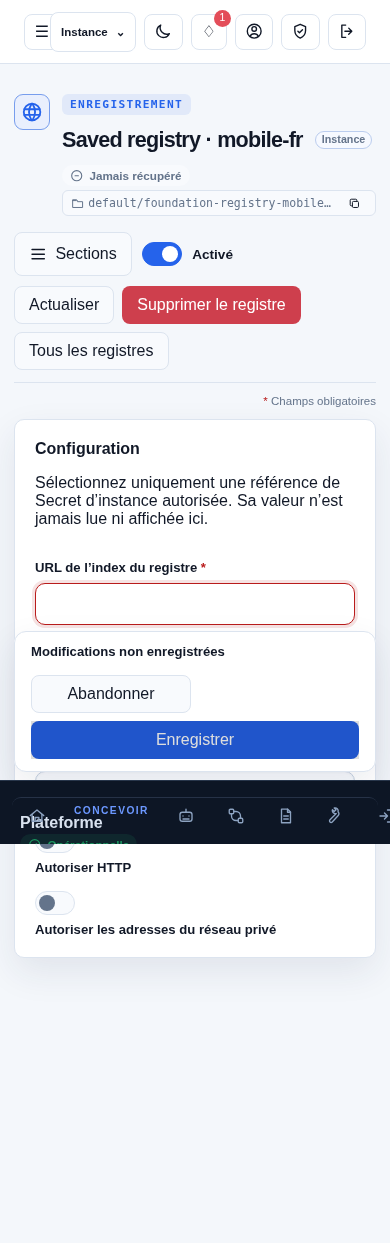 Instance
1
ENREGISTREMENT
Saved registry · mobile-fr
Instance
Jamais récupéré
default/foundation-registry-mobile…
Sections
Activé
Actualiser
Supprimer le registre
Tous les registres
* Champs obligatoires
Configuration
Sélectionnez uniquement une référence de
Secret d’instance autorisée. Sa valeur n’est
jamais lue ni affichée ici.
URL de l’index du registre *
Modifications non enregistrées
Abandonner
Enregistrer
CONCEVOIR
Plateforme
Opérationnelle
Autoriser HTTP
Autoriser les adresses du réseau privé